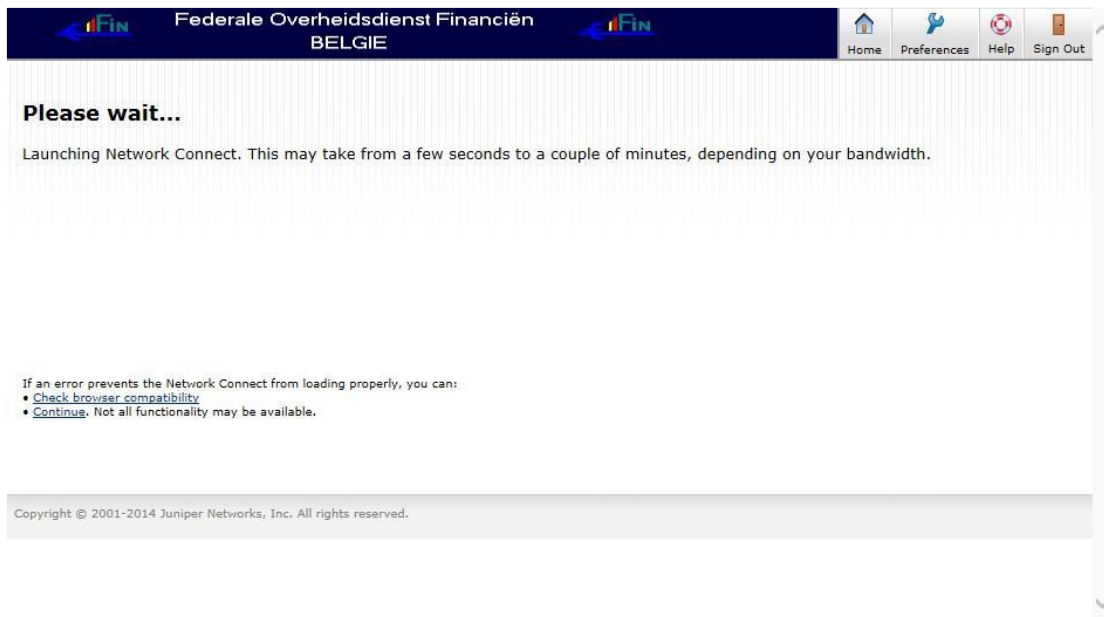 Fin
Federale Overheidsdienst Financiën
BELGIE
Fin
Home
Preferences
Help
Sign Out
Please wait...
Launching Network Connect. This may take from a few seconds to a couple of minutes, depending on your bandwidth.
If an error prevents the Network Connect from loading properly, you can:
• Check browser compatibility
• Continue. Not all functionality may be available.
Copyright © 2001-2014 Juniper Networks, Inc. All rights reserved.